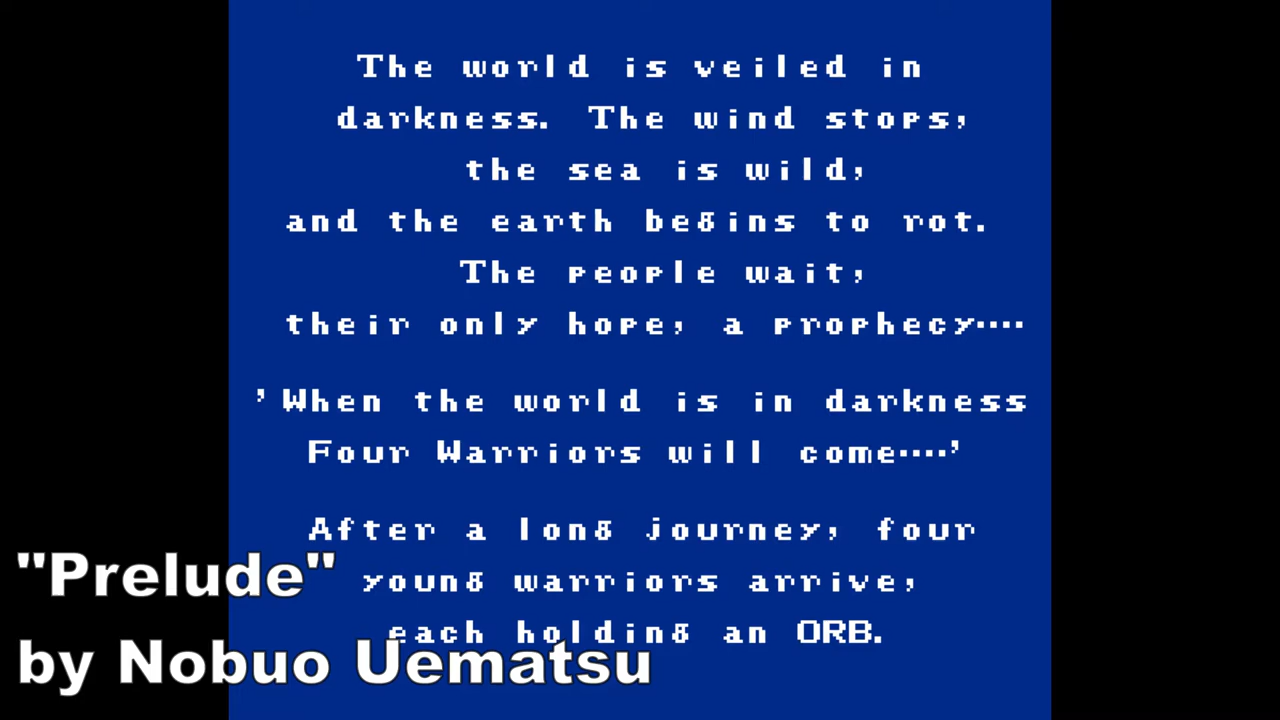 The world is veiled in
darkness. The wind stops,
the sea is wild,
and the earth begins to rot.
The people wait,
their only hope, a prophecy....
'When the world is in darkness
Four Warriors will come....'
After a long journey, four
young warriors arrive,
each holding an ORB.
"Prelude"
by Nobuo Uematsu